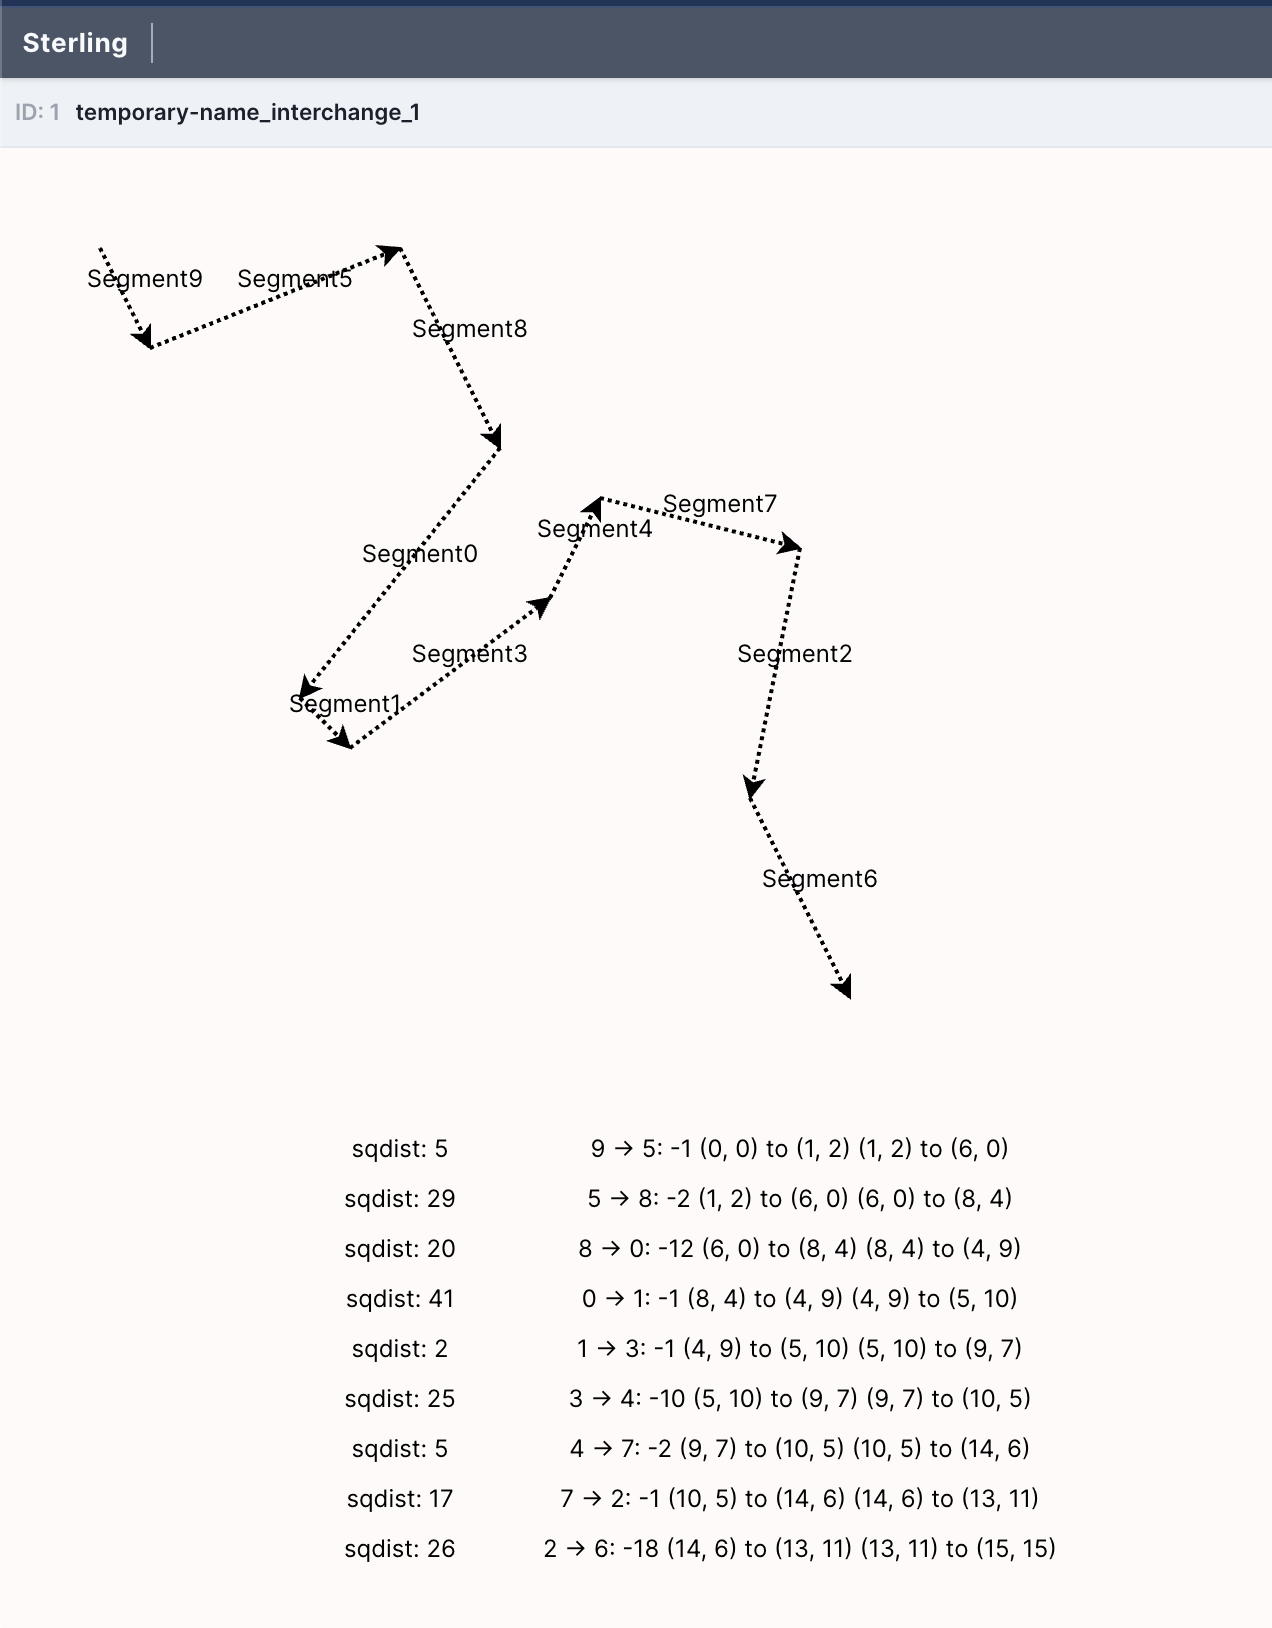 Sterling
ID: 1 temporary-name_interchange_1
Segment9 Segment5
Segment8
Segment7
Segment4
Segment0
Segment3 Segment2
Segment1
Segment6
sqdist: 5 9 → 5: -1 (0, 0) to (1, 2) (1, 2) to (6, 0)
sqdist: 29 5 → 8: -2 (1, 2) to (6, 0) (6, 0) to (8, 4)
sqdist: 20 8 → 0: -12 (6, 0) to (8, 4) (8, 4) to (4, 9)
sqdist: 41 0 → 1: -1 (8, 4) to (4, 9) (4, 9) to (5, 10)
sqdist: 2 1 → 3: -1 (4, 9) to (5, 10) (5, 10) to (9, 7)
sqdist: 25 3 → 4: -10 (5, 10) to (9, 7) (9, 7) to (10, 5)
sqdist: 5 4 → 7: -2 (9, 7) to (10, 5) (10, 5) to (14, 6)
sqdist: 17 7 → 2: -1 (10, 5) to (14, 6) (14, 6) to (13, 11)
sqdist: 26 2 → 6: -18 (14, 6) to (13, 11) (13, 11) to (15, 15)